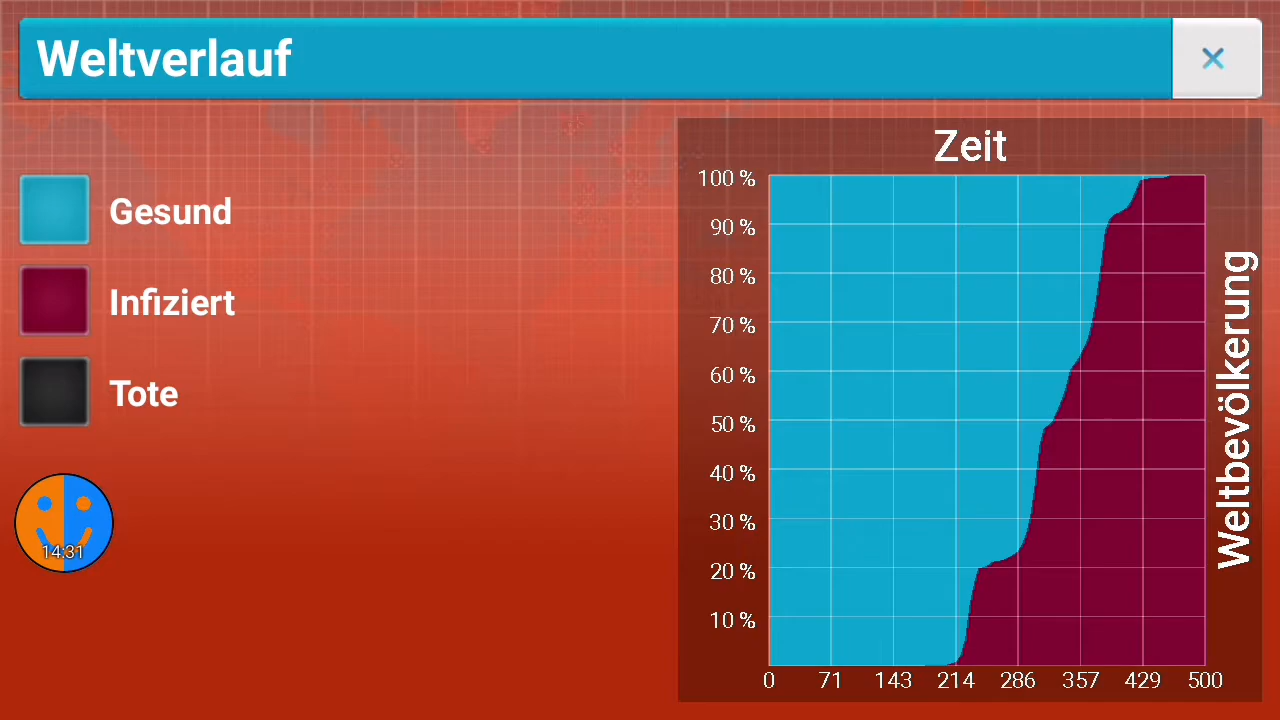 Weltverlauf
×
Gesund
Infiziert
Tote
14:31
Zeit
100 %
90 %
80 %
70 %
60 %
50 %
40 %
30 %
20 %
10 %
0 71 143 214 286 357 429 500
Weltbevölkerung